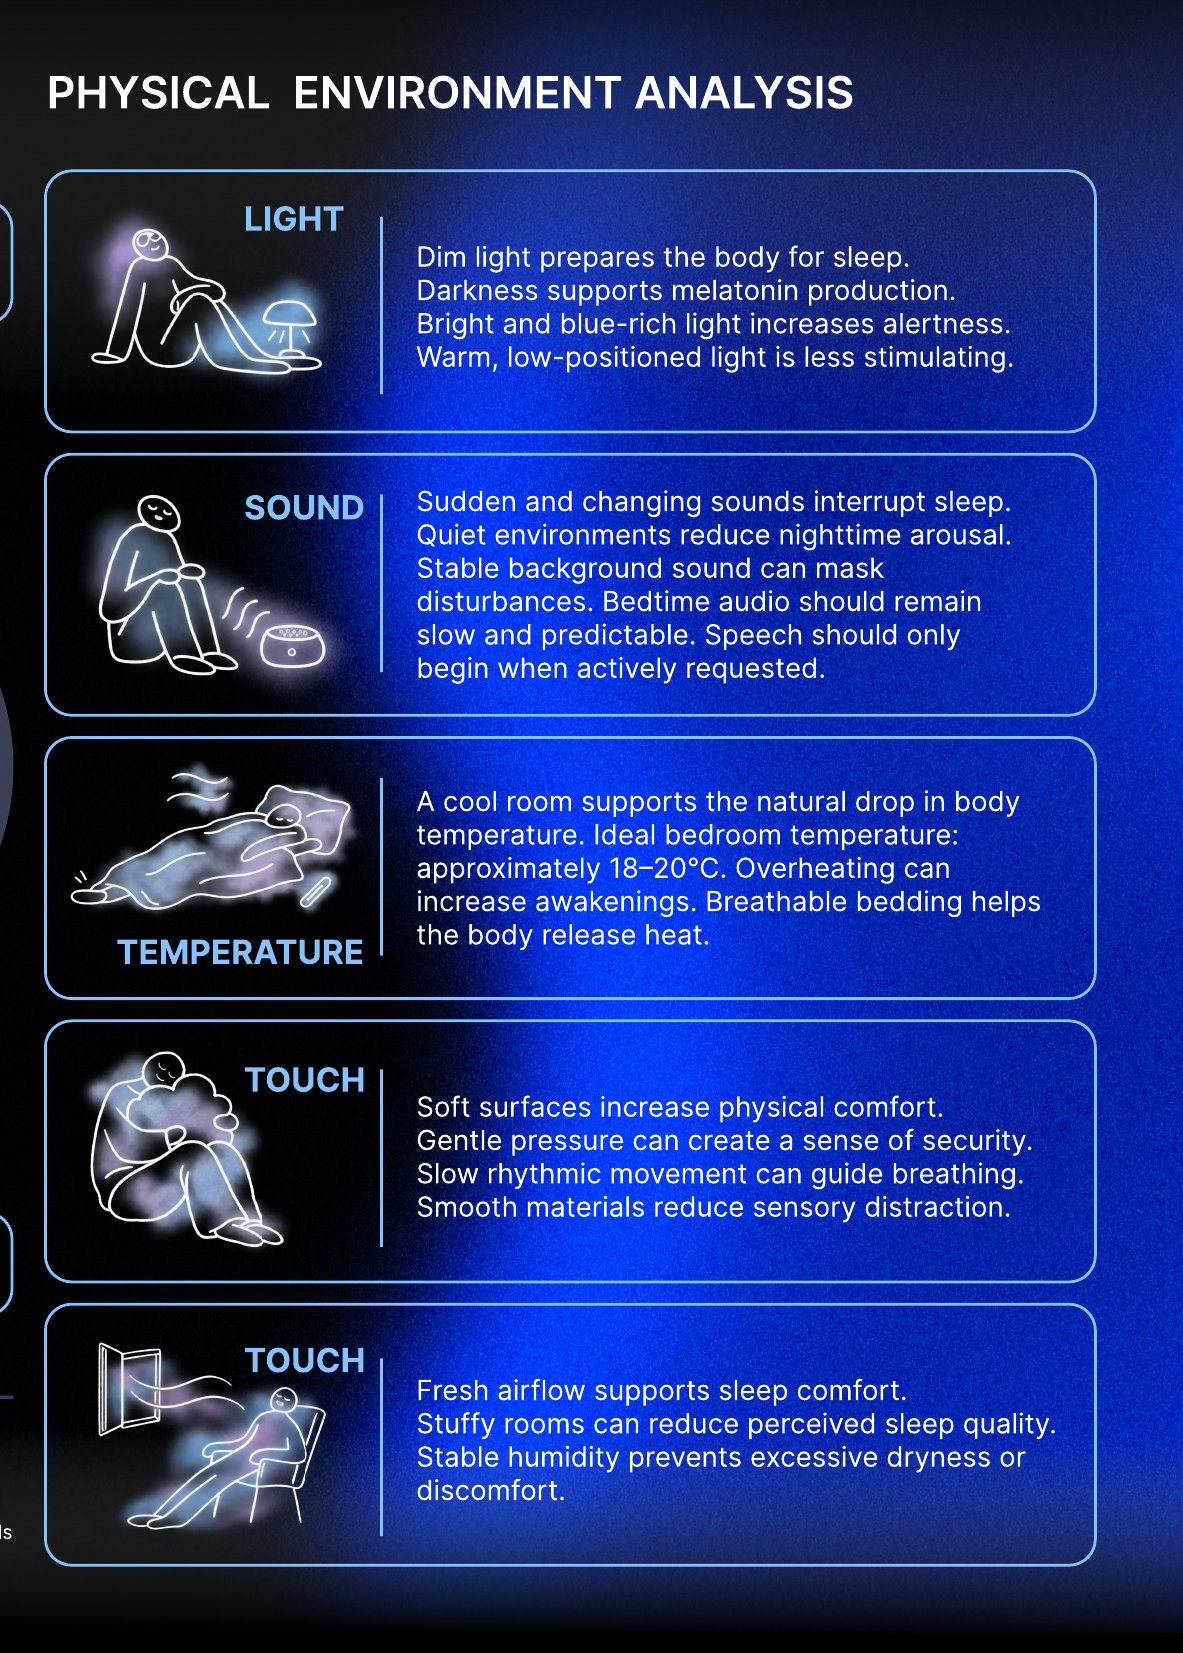 PHYSICAL ENVIRONMENT ANALYSIS
LIGHT
Dim light prepares the body for sleep.
Darkness supports melatonin production.
Bright and blue-rich light increases alertness.
Warm, low-positioned light is less stimulating.
SOUND
Sudden and changing sounds interrupt sleep.
Quiet environments reduce nighttime arousal.
Stable background sound can mask
disturbances. Bedtime audio should remain
slow and predictable. Speech should only
begin when actively requested.
TEMPERATURE
A cool room supports the natural drop in body
temperature. Ideal bedroom temperature:
approximately 18–20°C. Overheating can
increase awakenings. Breathable bedding helps
the body release heat.
TOUCH
Soft surfaces increase physical comfort.
Gentle pressure can create a sense of security.
Slow rhythmic movement can guide breathing.
Smooth materials reduce sensory distraction.
TOUCH
Fresh airflow supports sleep comfort.
Stuffy rooms can reduce perceived sleep quality.
Stable humidity prevents excessive dryness or
discomfort.